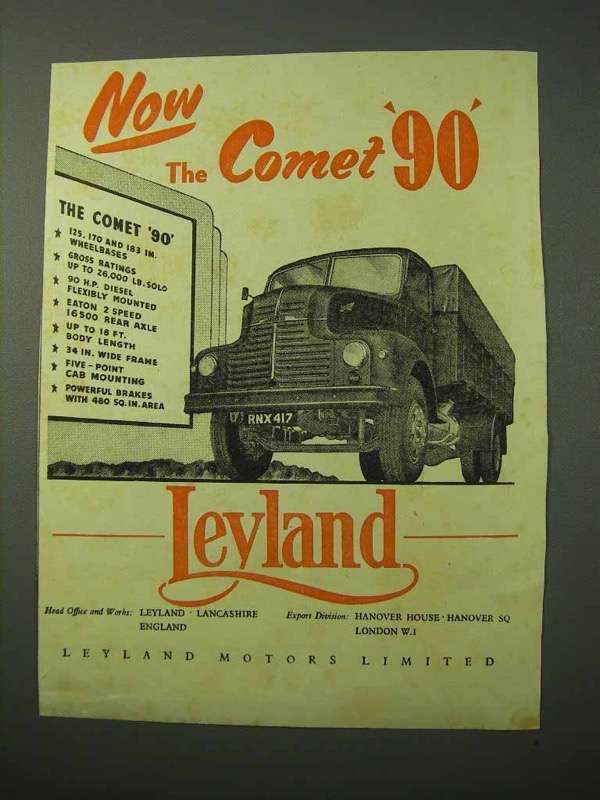 Now
The Comet '90'
THE COMET '90'
★ 125, 170 AND 183 IN.
WHEELBASES
★ GROSS RATINGS
UP TO 26,000 LB. SOLO
★ 90 H.P. DIESEL
FLEXIBLY MOUNTED
★ EATON 2 SPEED
16500 REAR AXLE
★ UP TO 18 FT.
BODY LENGTH
★ 34 IN. WIDE FRAME
★ FIVE-POINT
CAB MOUNTING
★ POWERFUL BRAKES
WITH 480 SQ. IN. AREA
RNX 417
Leyland
Head Office and Works: LEYLAND · LANCASHIRE
ENGLAND
Export Division: HANOVER HOUSE · HANOVER SQ
LONDON W.1
LEYLAND MOTORS LIMITED